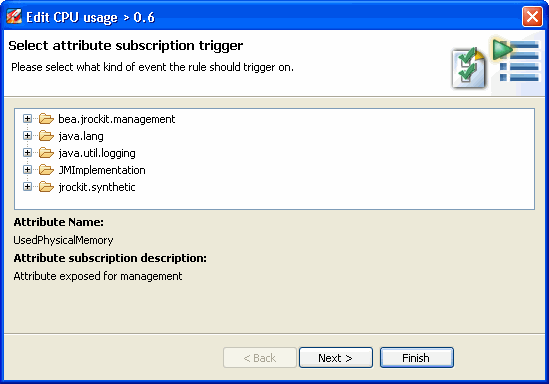 Edit CPU usage > 0.6
Select attribute subscription trigger
Please select what kind of event the rule should trigger on.
bea.jrockit.management
java.lang
java.util.logging
JMImplementation
jrockit.synthetic
Attribute Name:
UsedPhysicalMemory
Attribute subscription description:
Attribute exposed for management
< Back Next > Finish